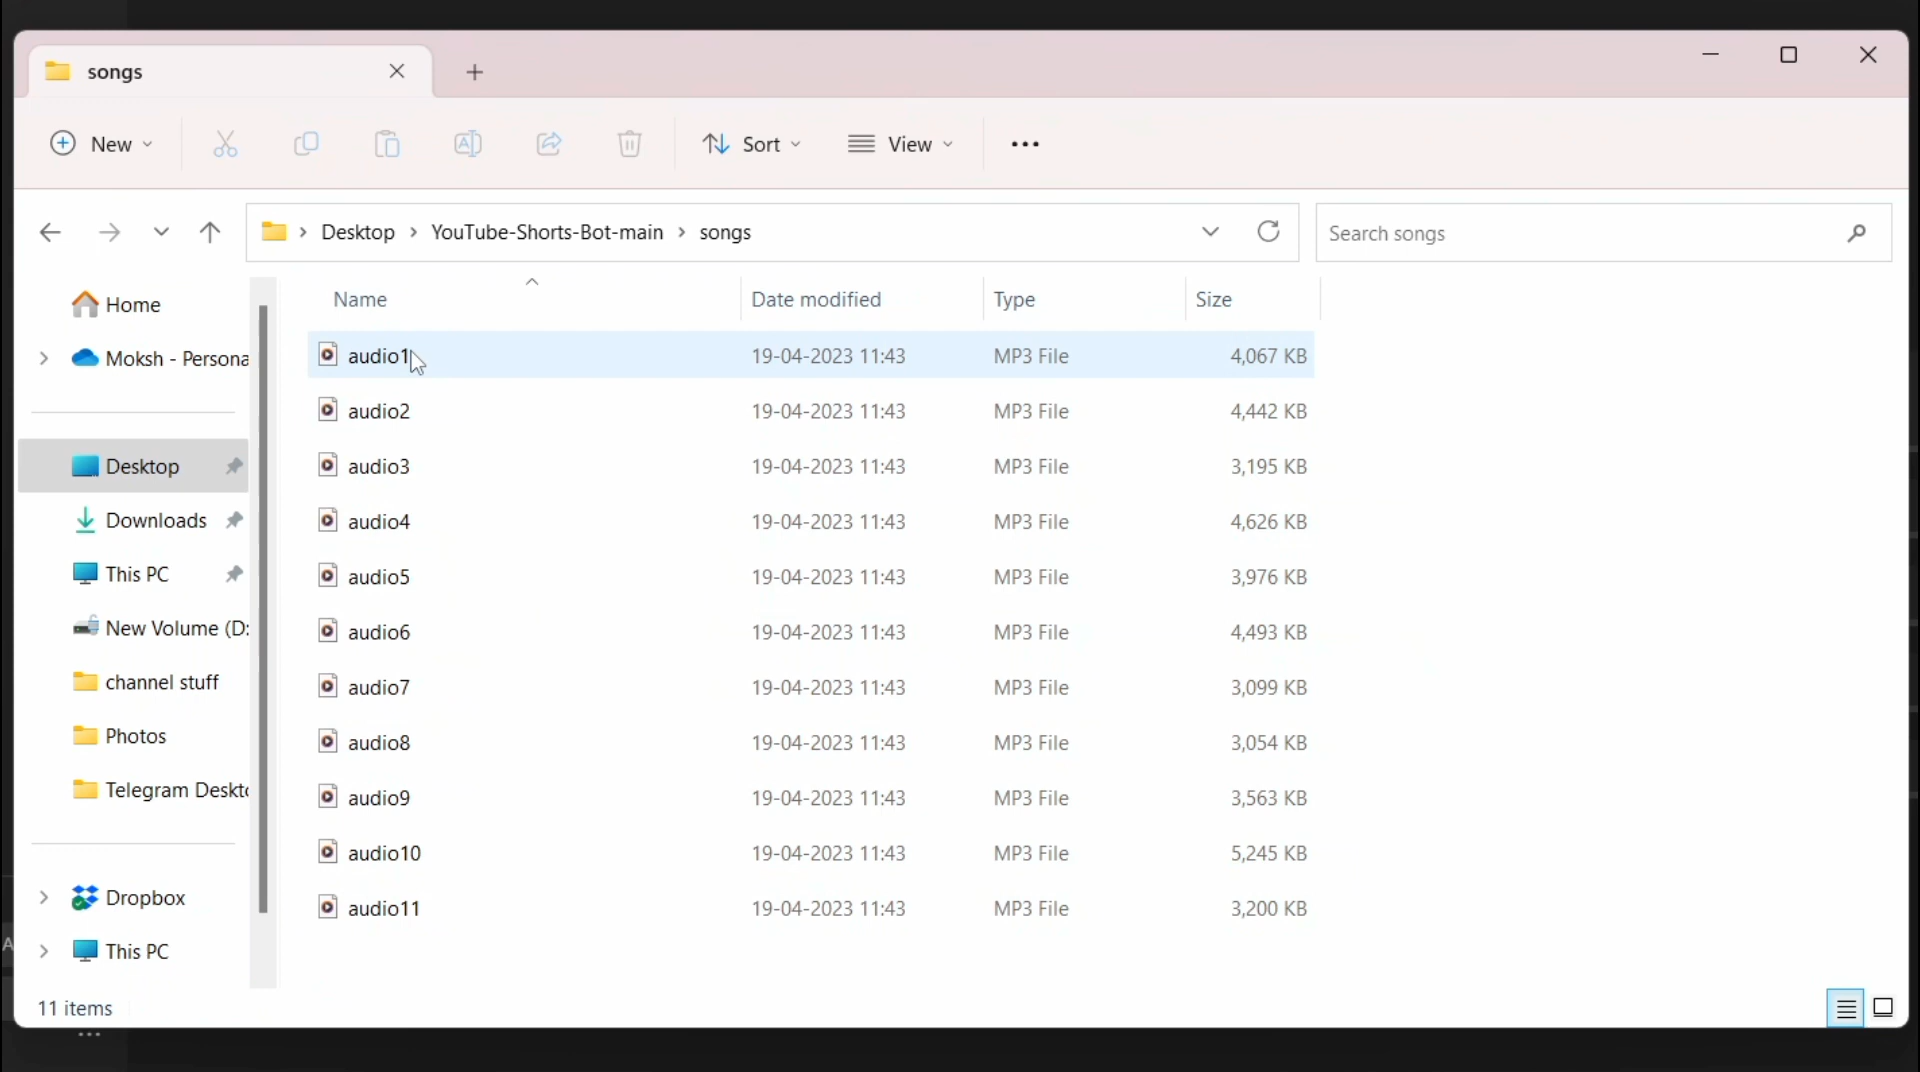 songs
New
Sort
View
Desktop > YouTube-Shorts-Bot-main > songs
Search songs
Name Date modified Type Size
Home
Moksh - Persona
Desktop
Downloads
This PC
New Volume (D:
channel stuff
Photos
Telegram Deskto
Dropbox
This PC
audio1 19-04-2023 11:43 MP3 File 4,067 KB
audio2 19-04-2023 11:43 MP3 File 4,442 KB
audio3 19-04-2023 11:43 MP3 File 3,195 KB
audio4 19-04-2023 11:43 MP3 File 4,626 KB
audio5 19-04-2023 11:43 MP3 File 3,976 KB
audio6 19-04-2023 11:43 MP3 File 4,493 KB
audio7 19-04-2023 11:43 MP3 File 3,099 KB
audio8 19-04-2023 11:43 MP3 File 3,054 KB
audio9 19-04-2023 11:43 MP3 File 3,563 KB
audio10 19-04-2023 11:43 MP3 File 5,245 KB
audio11 19-04-2023 11:43 MP3 File 3,200 KB
11 items